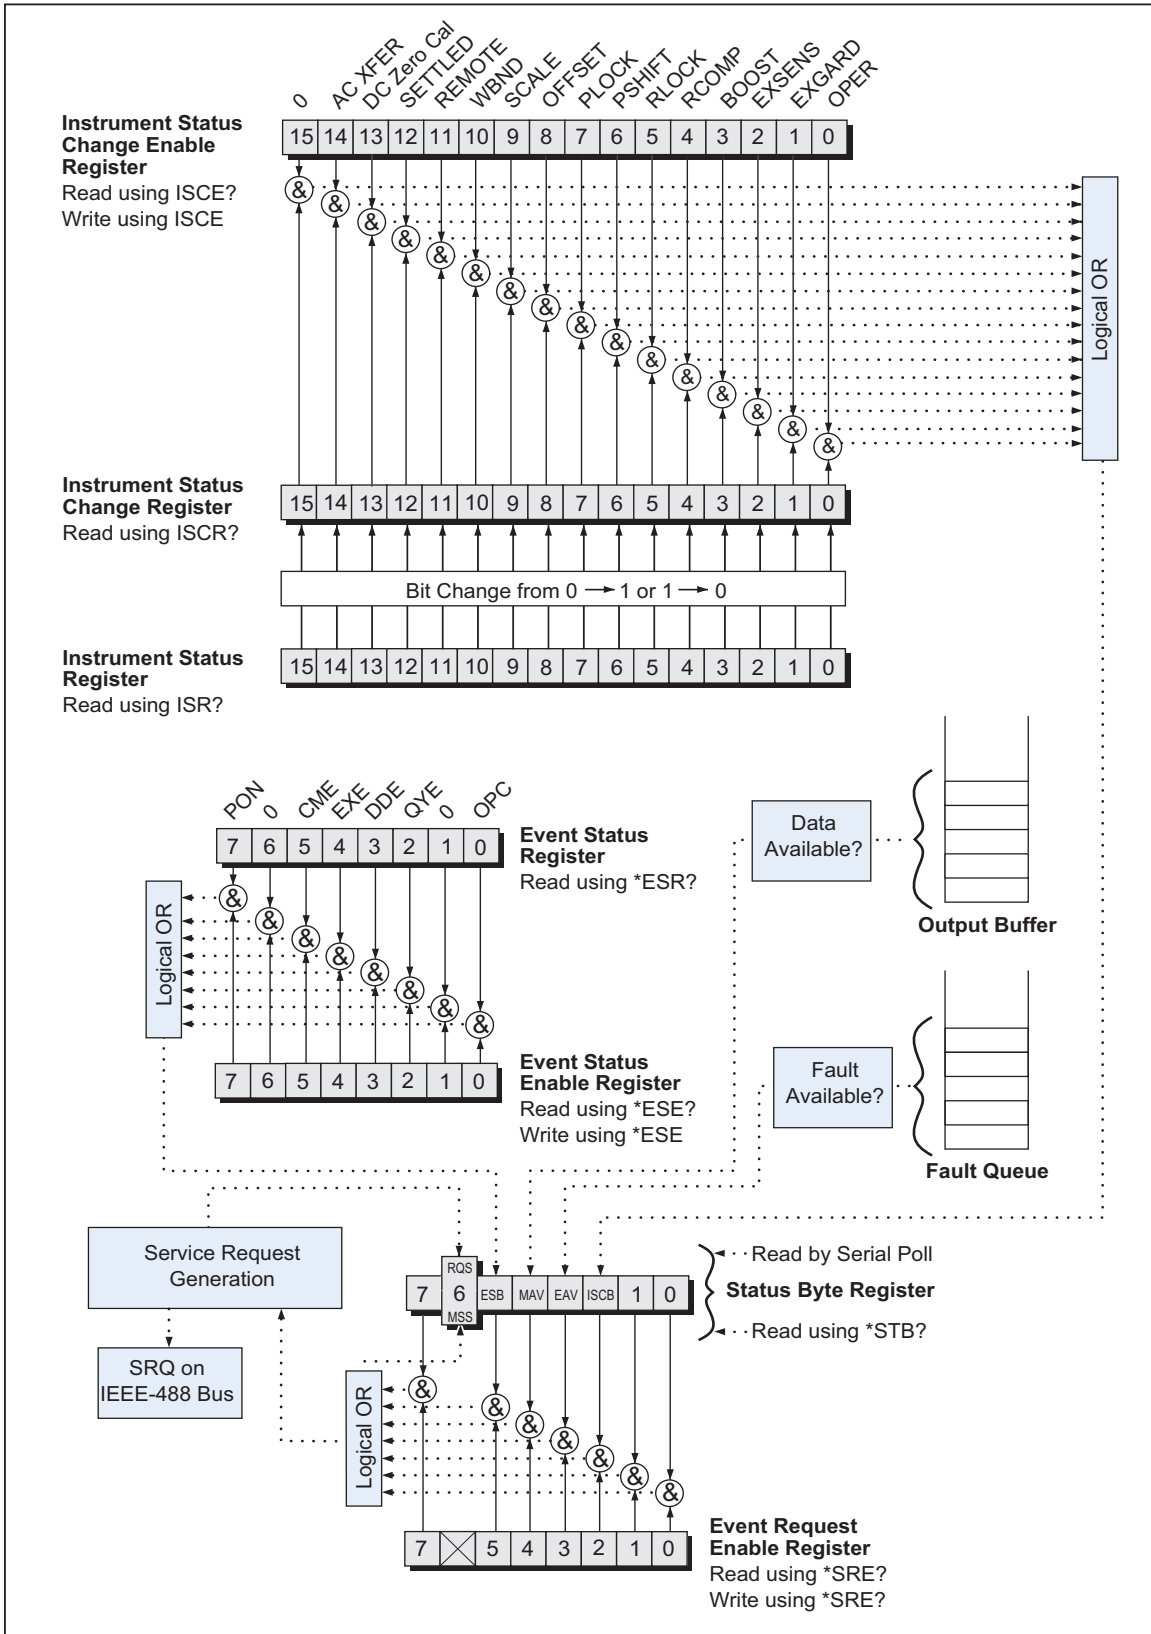 0 AC XFER DC Zero Cal SETTLED REMOTE WBND SCALE OFFSET PLOCK PSHIFT RLOCK RCOMP BOOST EXSENS EXGARD OPER
Instrument Status
Change Enable
Register
Read using ISCE?
Write using ISCE
15 14 13 12 11 10 9 8 7 6 5 4 3 2 1 0
& & & & & & & & & & & & & & & &
Logical OR
Instrument Status
Change Register
Read using ISCR?
15 14 13 12 11 10 9 8 7 6 5 4 3 2 1 0
Bit Change from 0 → 1 or 1 → 0
Instrument Status
Register
Read using ISR?
15 14 13 12 11 10 9 8 7 6 5 4 3 2 1 0
PON 0 CME EXE DDE QYE 0 OPC
7 6 5 4 3 2 1 0
Event Status
Register
Read using *ESR?
& & & & & & & &
Logical OR
7 6 5 4 3 2 1 0
Event Status
Enable Register
Read using *ESE?
Write using *ESE
Data
Available?
Output Buffer
Fault
Available?
Fault Queue
Service Request
Generation
SRQ on
IEEE-488 Bus
RQS
7 6 ESB MAV EAV ISCB 1 0
MSS
Read by Serial Poll
Status Byte Register
Read using *STB?
& & & & & & &
Logical OR
7 5 4 3 2 1 0
Event Request
Enable Register
Read using *SRE?
Write using *SRE?